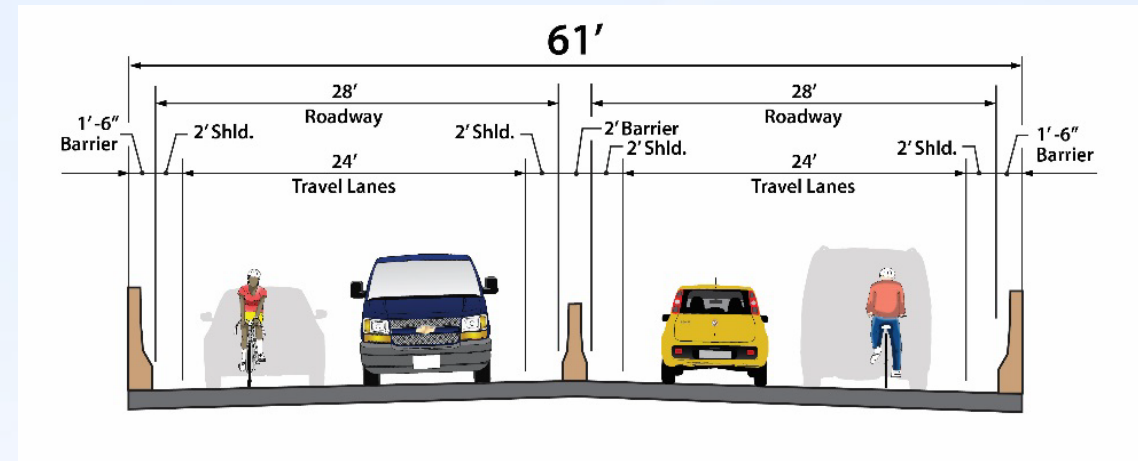 61′
28′
Roadway
28′
Roadway
1′-6″
Barrier
2′ Shld.
2′ Shld.
2′ Barrier
2′ Shld.
2′ Shld.
1′-6″
Barrier
24′
Travel Lanes
24′
Travel Lanes